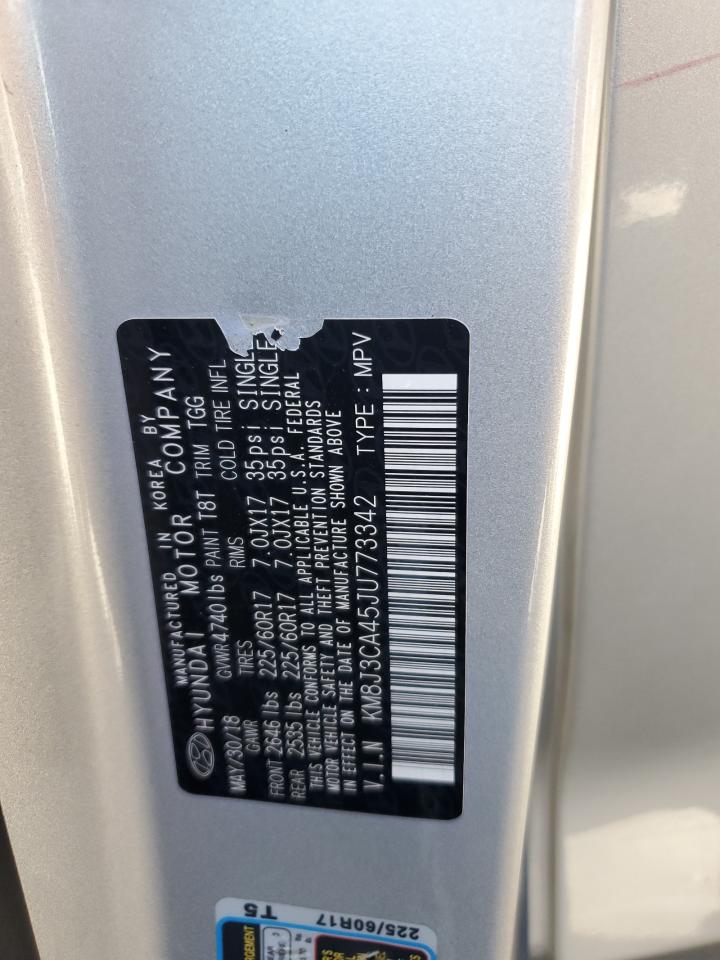 MANUFACTURED IN KOREA BY
HYUNDAI MOTOR COMPANY
MAY/30/18 GVWR 4740lbs PAINT T8T TRIM TGG
GAWR TIRES RIMS COLD TIRE INFL
FRONT 2646 lbs 225/60R17 7.0JX17 35psi SINGLE
REAR 2535 lbs 225/60R17 7.0JX17 35psi SINGLE
THIS VEHICLE CONFORMS TO ALL APPLICABLE U.S.A. FEDERAL
MOTOR VEHICLE SAFETY AND THEFT PREVENTION STANDARDS
IN EFFECT ON THE DATE OF MANUFACTURE SHOWN ABOVE
V.I.N KM8J3CA45JU773342 TYPE : MPV
225/60R17
T5